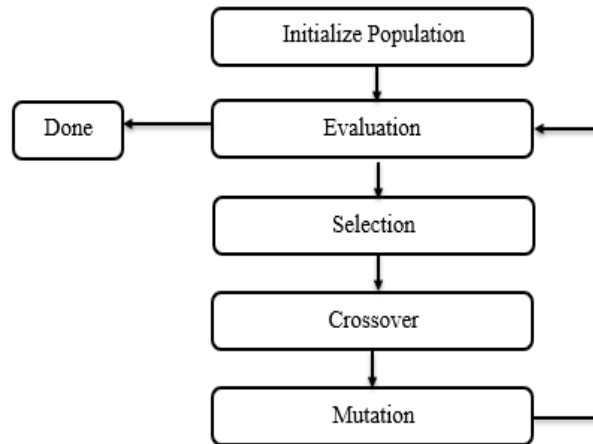 Initialize Population
Done
Evaluation
Selection
Crossover
Mutation